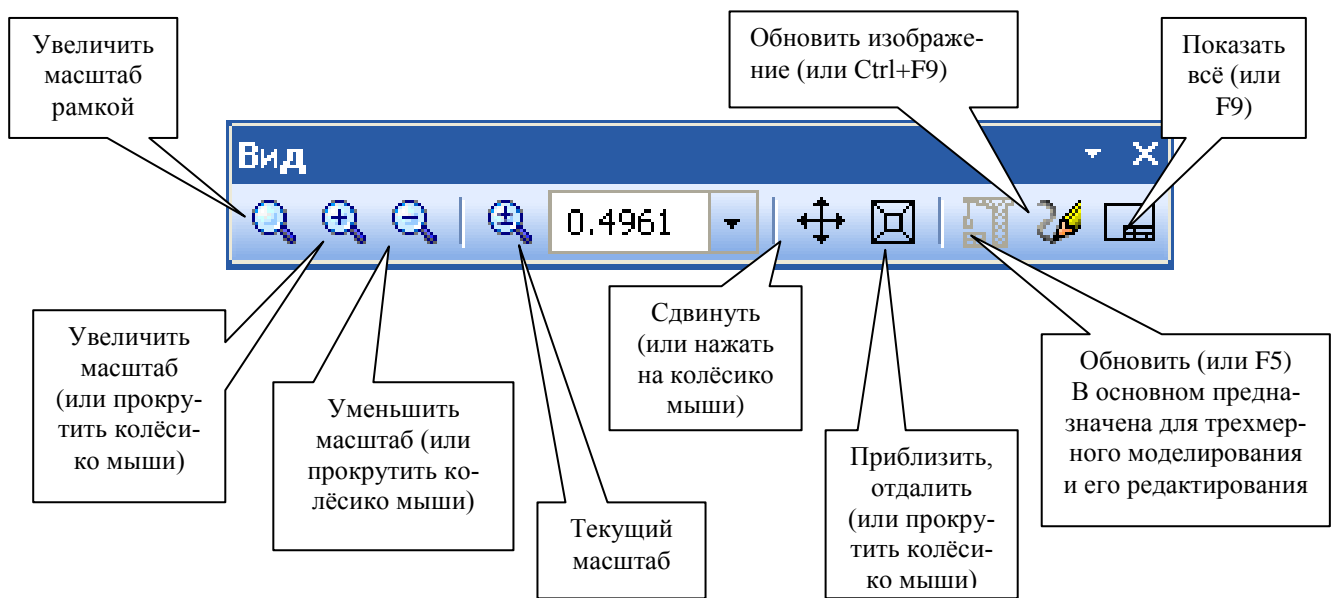 Увеличить
масштаб
рамкой
Обновить изображе-
ние (или Ctrl+F9)
Показать
всё (или
F9)
Вид
0.4961
Увеличить
масштаб
(или прокру-
тить колёси-
ко мыши)
Уменьшить
масштаб (или
прокрутить ко-
лёсико мыши)
Текущий
масштаб
Сдвинуть
(или нажать
на колёсико
мыши)
Приблизить,
отдалить
(или прокру-
тить колёси-
ко мыши)
Обновить (или F5)
В основном предна-
значена для трехмер-
ного моделирования
и его редактирования